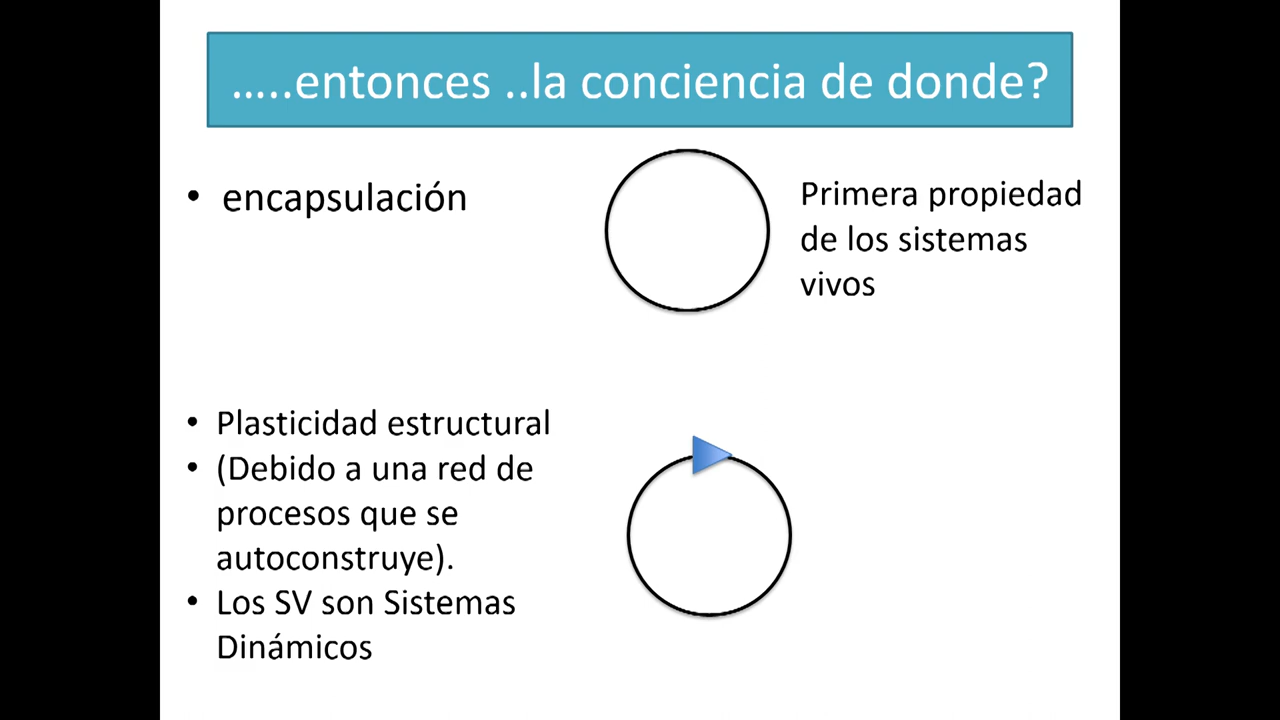 .....entonces ..la conciencia de donde?
• encapsulación
Primera propiedad
de los sistemas
vivos
• Plasticidad estructural
• (Debido a una red de
procesos que se
autoconstruye).
• Los SV son Sistemas
Dinámicos